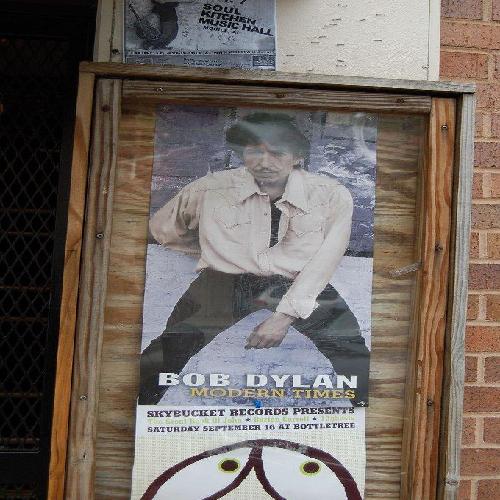 SOUL
KITCHEN
MUSIC HALL
BOB DYLAN
MODERN TIMES
SKYBUCKET RECORDS PRESENTS
SATURDAY SEPTEMBER 16 AT BOTTLETREE